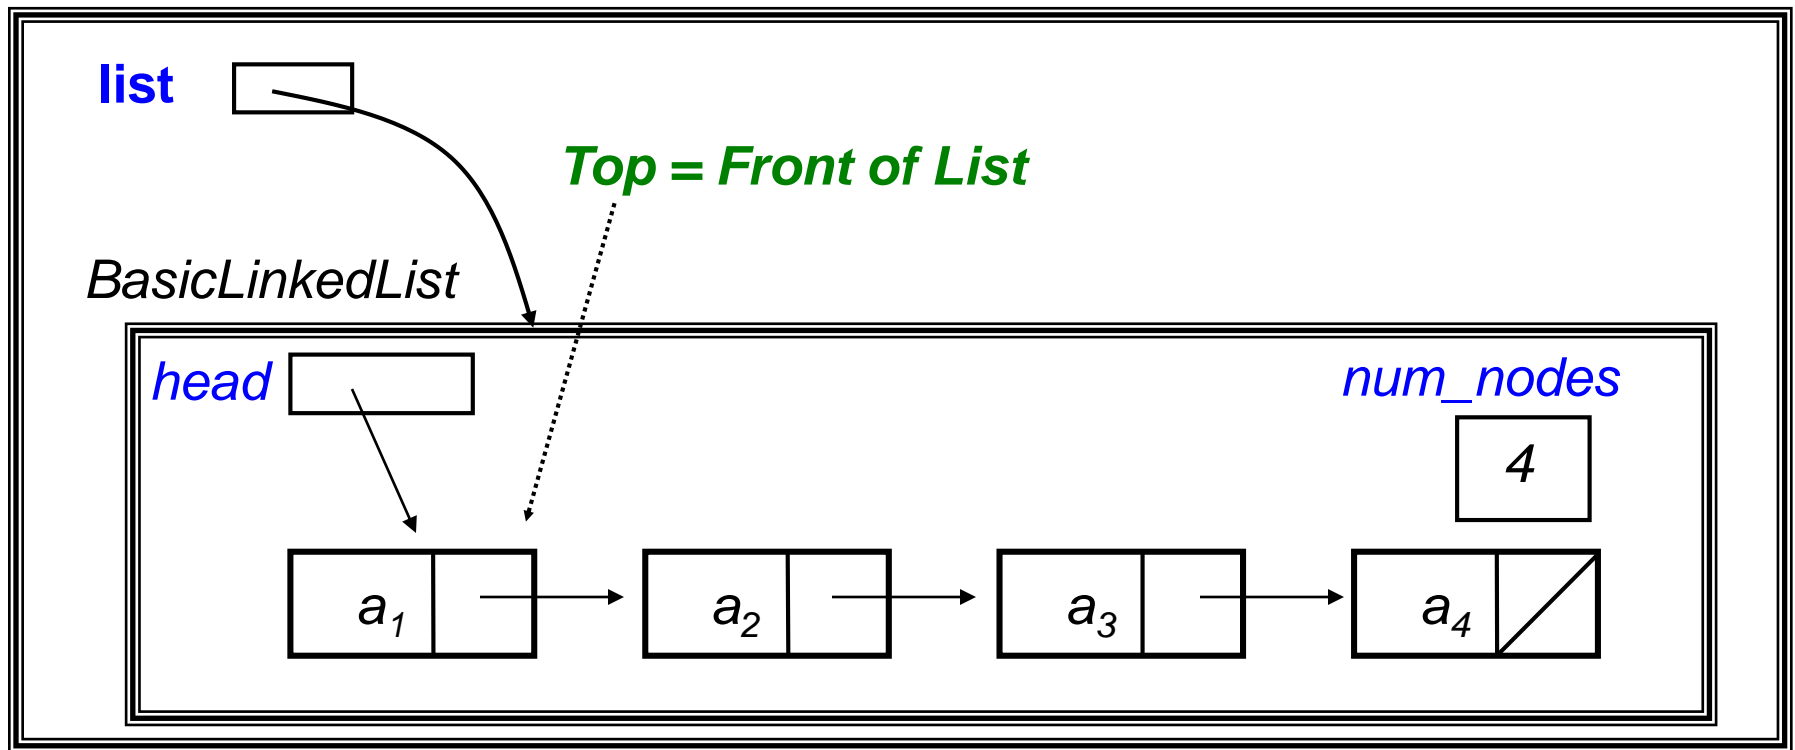 list
Top = Front of List
BasicLinkedList
head
num_nodes
4
a1
a2
a3
a4